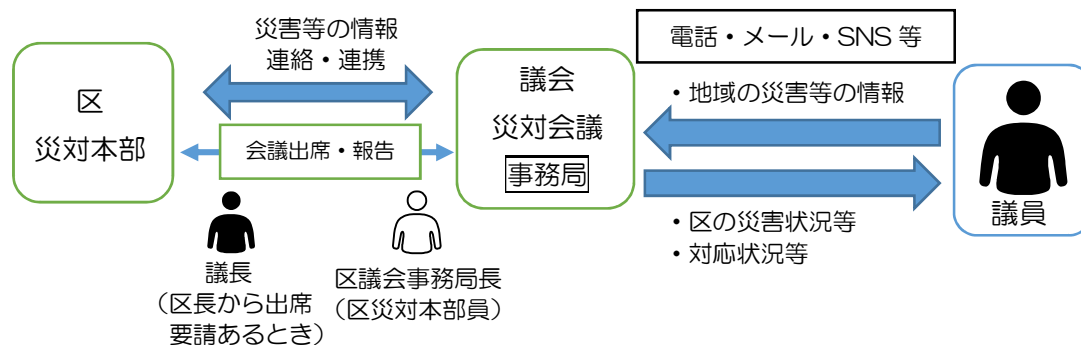 災害等の情報
連絡・連携
電話・メール・SNS 等
区
災対本部
会議出席・報告
議会
災対会議
事務局
・地域の災害等の情報
・区の災害状況等
・対応状況等
議員
議長
（区長から出席
要請あるとき）
区議会事務局長
（区災対本部員）